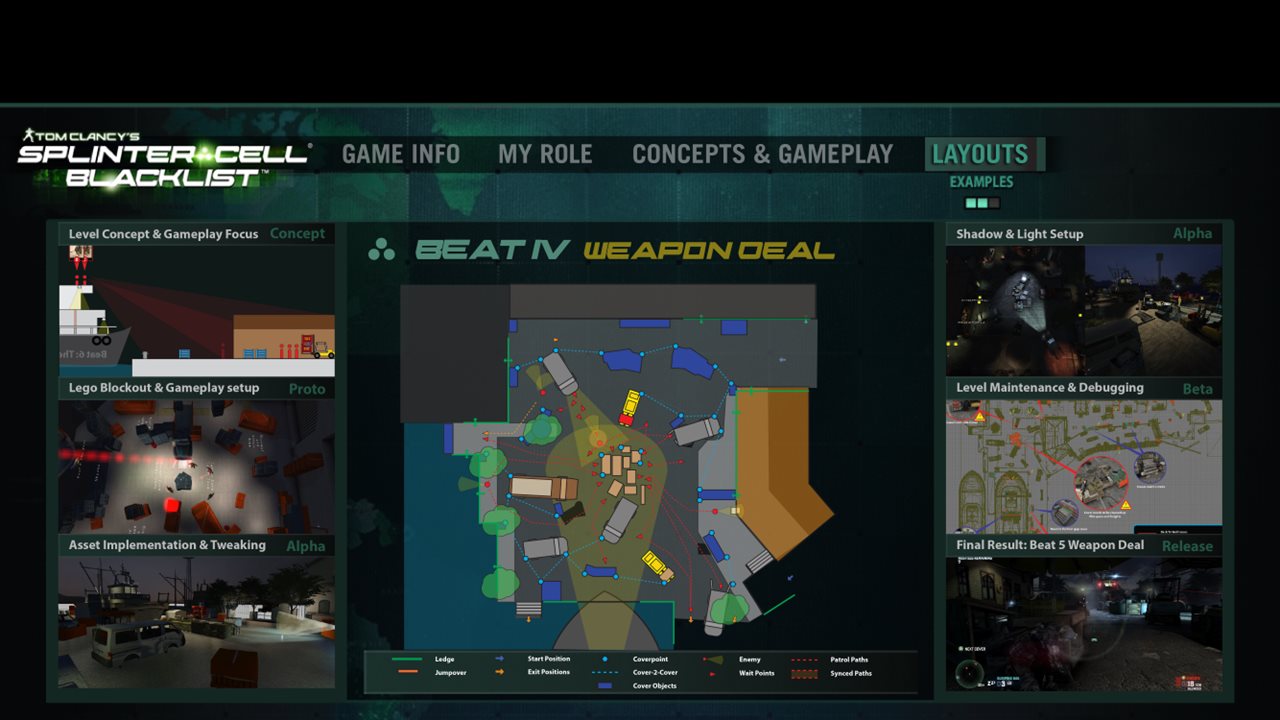 TOM CLANCY'S
SPLINTER CELL
BLACKLIST™
GAME INFO
MY ROLE
CONCEPTS & GAMEPLAY
LAYOUTS
EXAMPLES
Level Concept & Gameplay Focus Concept
Lego Blockout & Gameplay setup Proto
Asset Implementation & Tweaking Alpha
BEAT IV WEAPON DEAL
Ledge
Jumpover
Start Position
Exit Positions
Coverpoint
Cover-2-Cover
Cover Objects
Enemy
Wait Points
Patrol Paths
Synced Paths
Shadow & Light Setup Alpha
Level Maintenance & Debugging Beta
Final Result: Beat 5 Weapon Deal Release
NEXT COVER